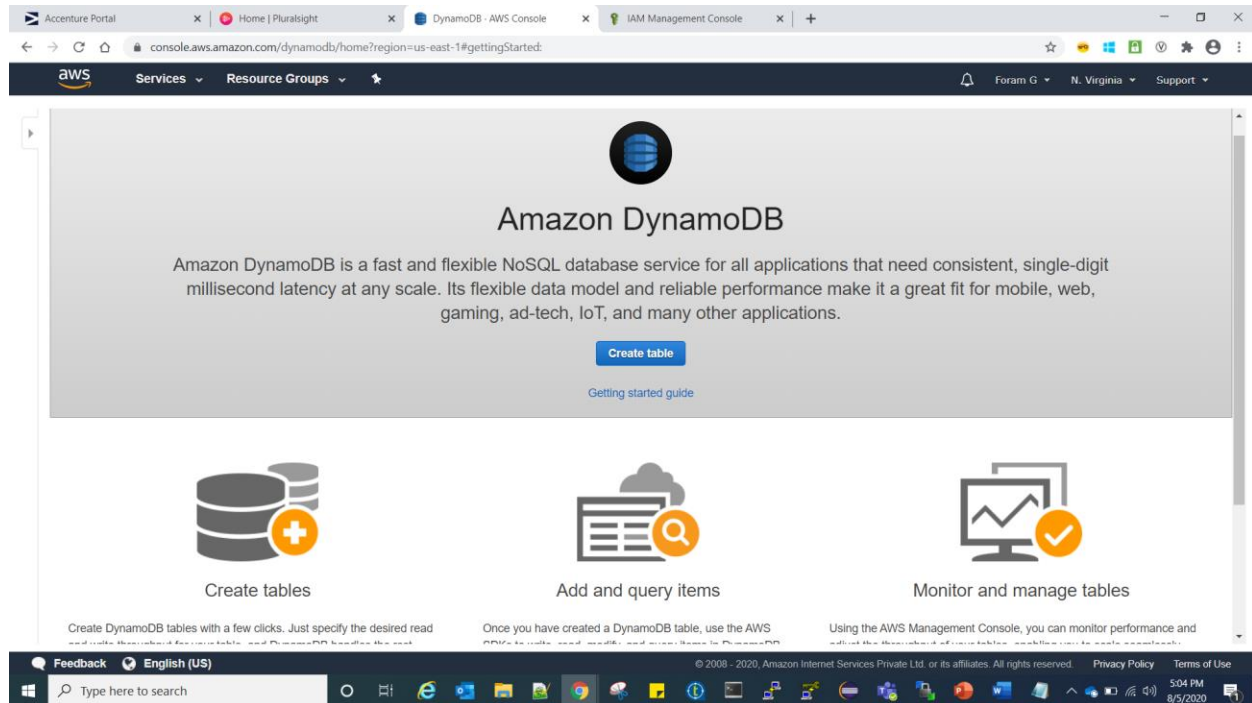 Accenture Portal
Home | Pluralsight
DynamoDB - AWS Console
IAM Management Console
console.aws.amazon.com/dynamodb/home?region=us-east-1#gettingStarted:
aws
Services
Resource Groups
Foram G
N. Virginia
Support
Amazon DynamoDB
Amazon DynamoDB is a fast and flexible NoSQL database service for all applications that need consistent, single-digit
millisecond latency at any scale. Its flexible data model and reliable performance make it a great fit for mobile, web,
gaming, ad-tech, IoT, and many other applications.
Create table
Getting started guide
Create tables
Add and query items
Monitor and manage tables
Create DynamoDB tables with a few clicks. Just specify the desired read
Once you have created a DynamoDB table, use the AWS
Using the AWS Management Console, you can monitor performance and
Feedback
English (US)
© 2008 - 2020, Amazon Internet Services Private Ltd. or its affiliates. All rights reserved.
Privacy Policy
Terms of Use
Type here to search
5:04 PM
8/5/2020